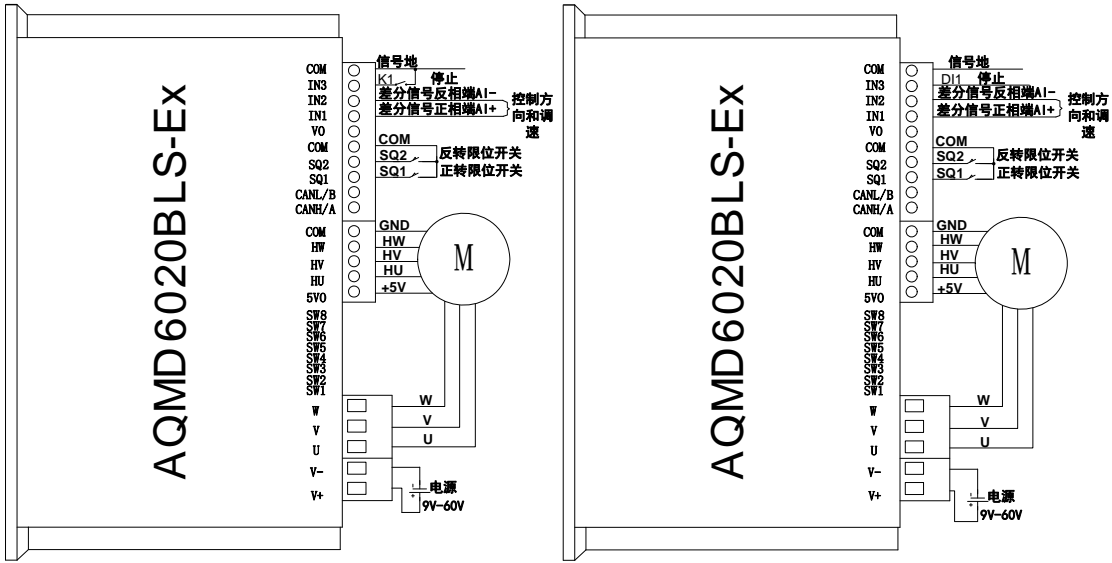 AQMD6020BLS-Ex
COM 信号地
IN3 K1 停止
IN2 差分信号反相端AI-
IN1 差分信号正相端AI+
控制方
向和调
速
VO
COM COM
SQ2 SQ2 反转限位开关
SQ1 SQ1 正转限位开关
CANL/B
CANH/A
COM GND
HW HW
HV HV
HU HU
5VO +5V
M
SW8
SW7
SW6
SW5
SW4
SW3
SW2
SW1
W W
V V
U U
V-
V+
电源
9V-60V
AQMD6020BLS-Ex
COM 信号地
IN3 DI1 停止
IN2 差分信号反相端AI-
IN1 差分信号正相端AI+
控制方
向和调
速
VO
COM COM
SQ2 SQ2 反转限位开关
SQ1 SQ1 正转限位开关
CANL/B
CANH/A
COM GND
HW HW
HV HV
HU HU
5VO +5V
M
SW8
SW7
SW6
SW5
SW4
SW3
SW2
SW1
W W
V V
U U
V-
V+
电源
9V-60V